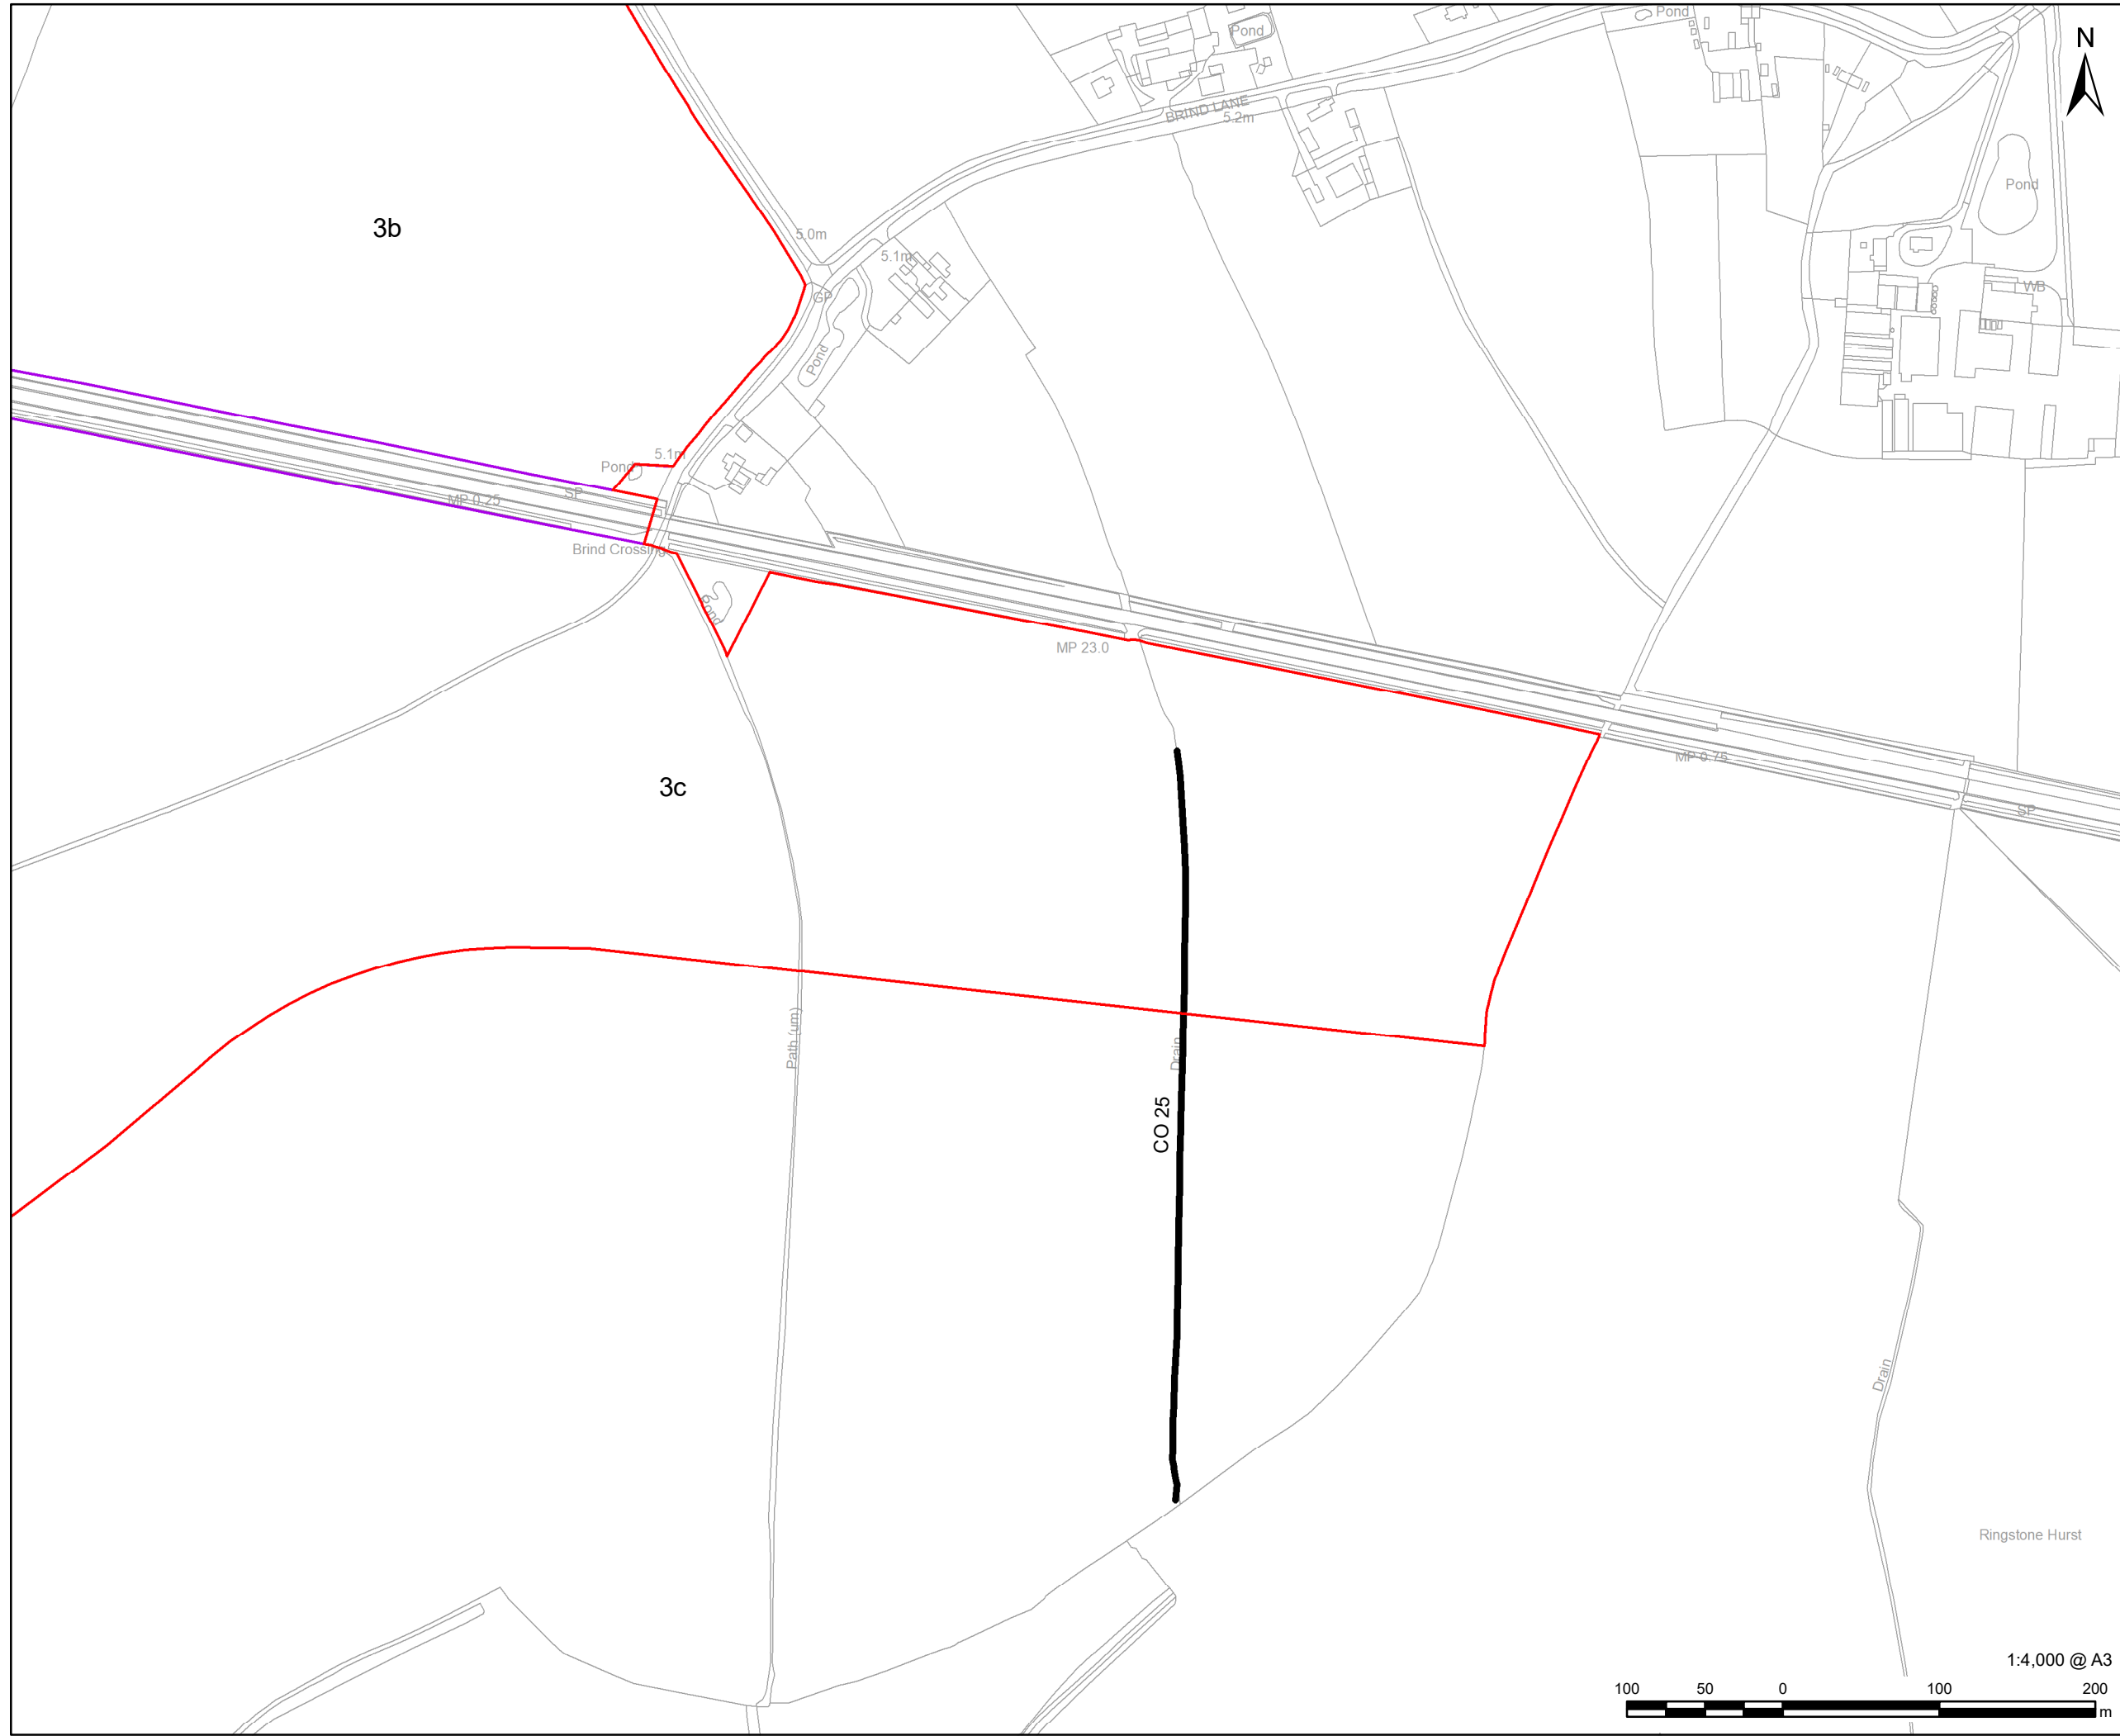 Pond
Pond
N
BRIND LANE
5.2m
Pond
3b
5.0m
5.1m
GP
WB
Pond
5.1m
Pond
SP
MP 0.25
Brind Crossing
Pond
MP 23.0
MP 0.75
3c
SP
Path (um)
Drain
CO 25
Drain
Ringstone Hurst
1:4,000 @ A3
100 50 0 100 200
m